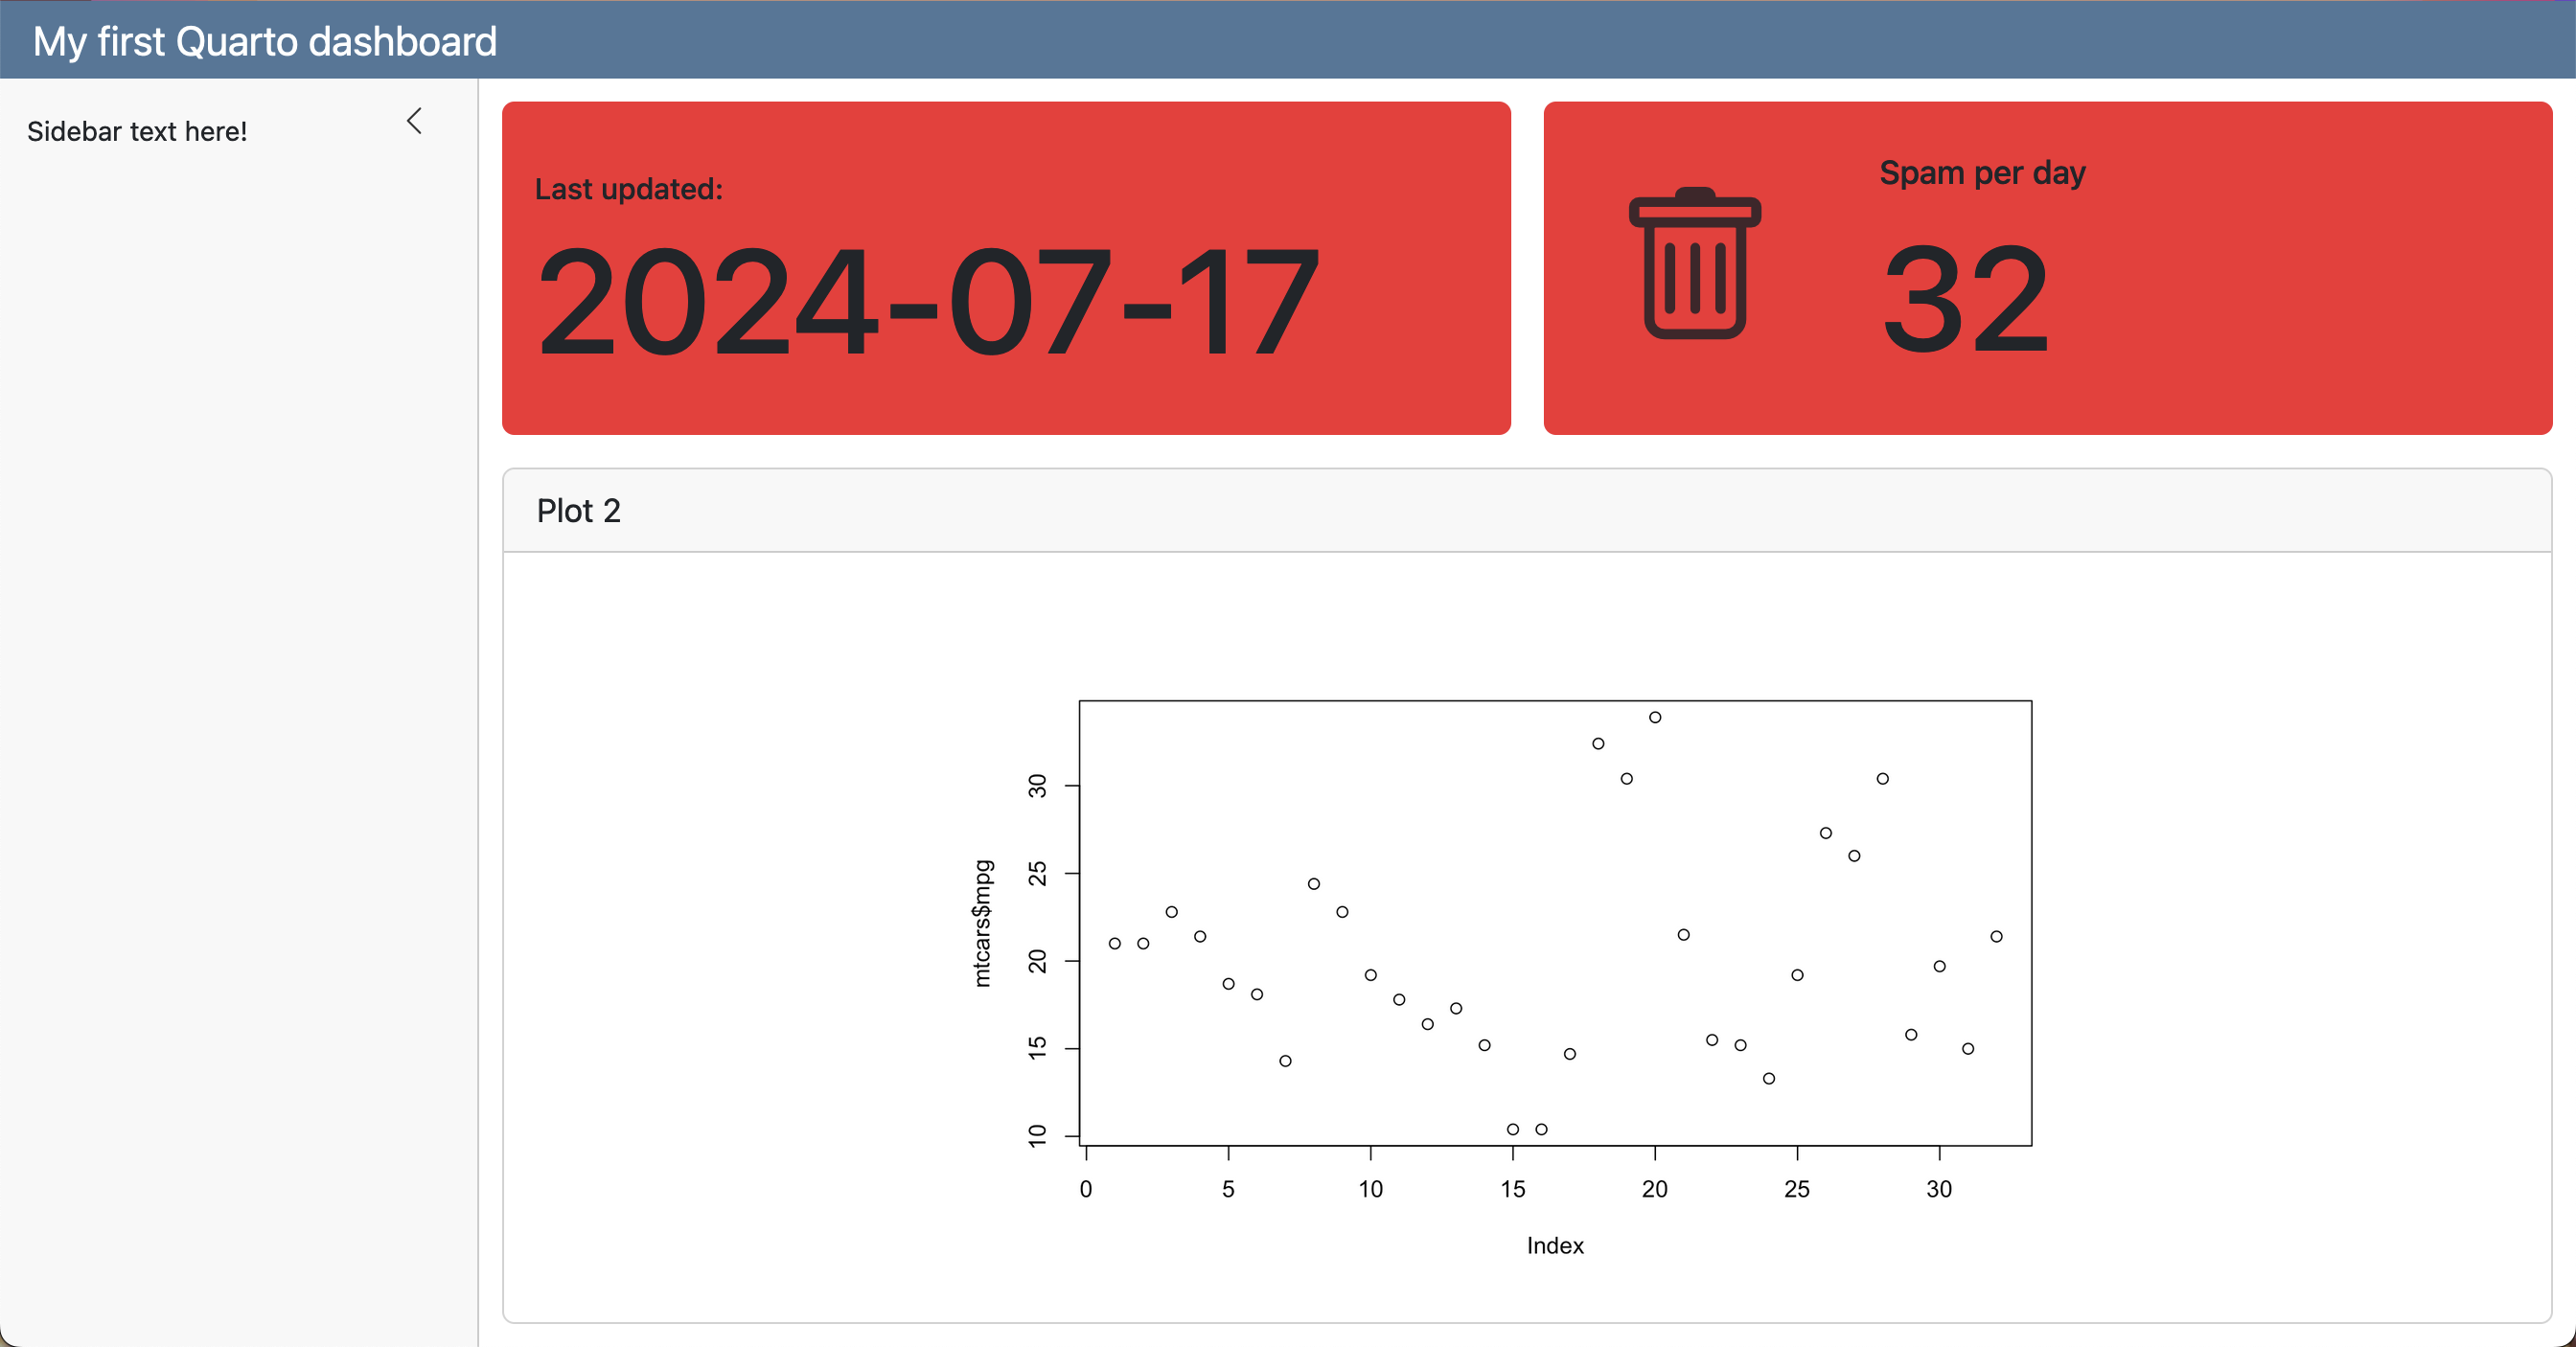 My first Quarto dashboard
Sidebar text here!
Last updated:
2024-07-17
Spam per day
32
Plot 2
mtcars$mpg
30
25
20
15
10
0 5 10 15 20 25 30
Index